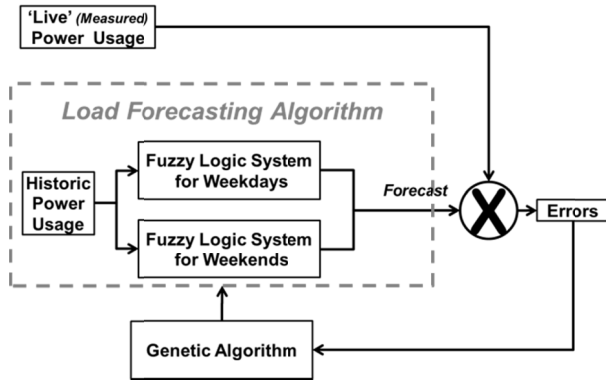 'Live' (Measured)
Power Usage
Load Forecasting Algorithm
Fuzzy Logic System
for Weekdays
Historic
Power
Usage
Forecast
X
Errors
Fuzzy Logic System
for Weekends
Genetic Algorithm